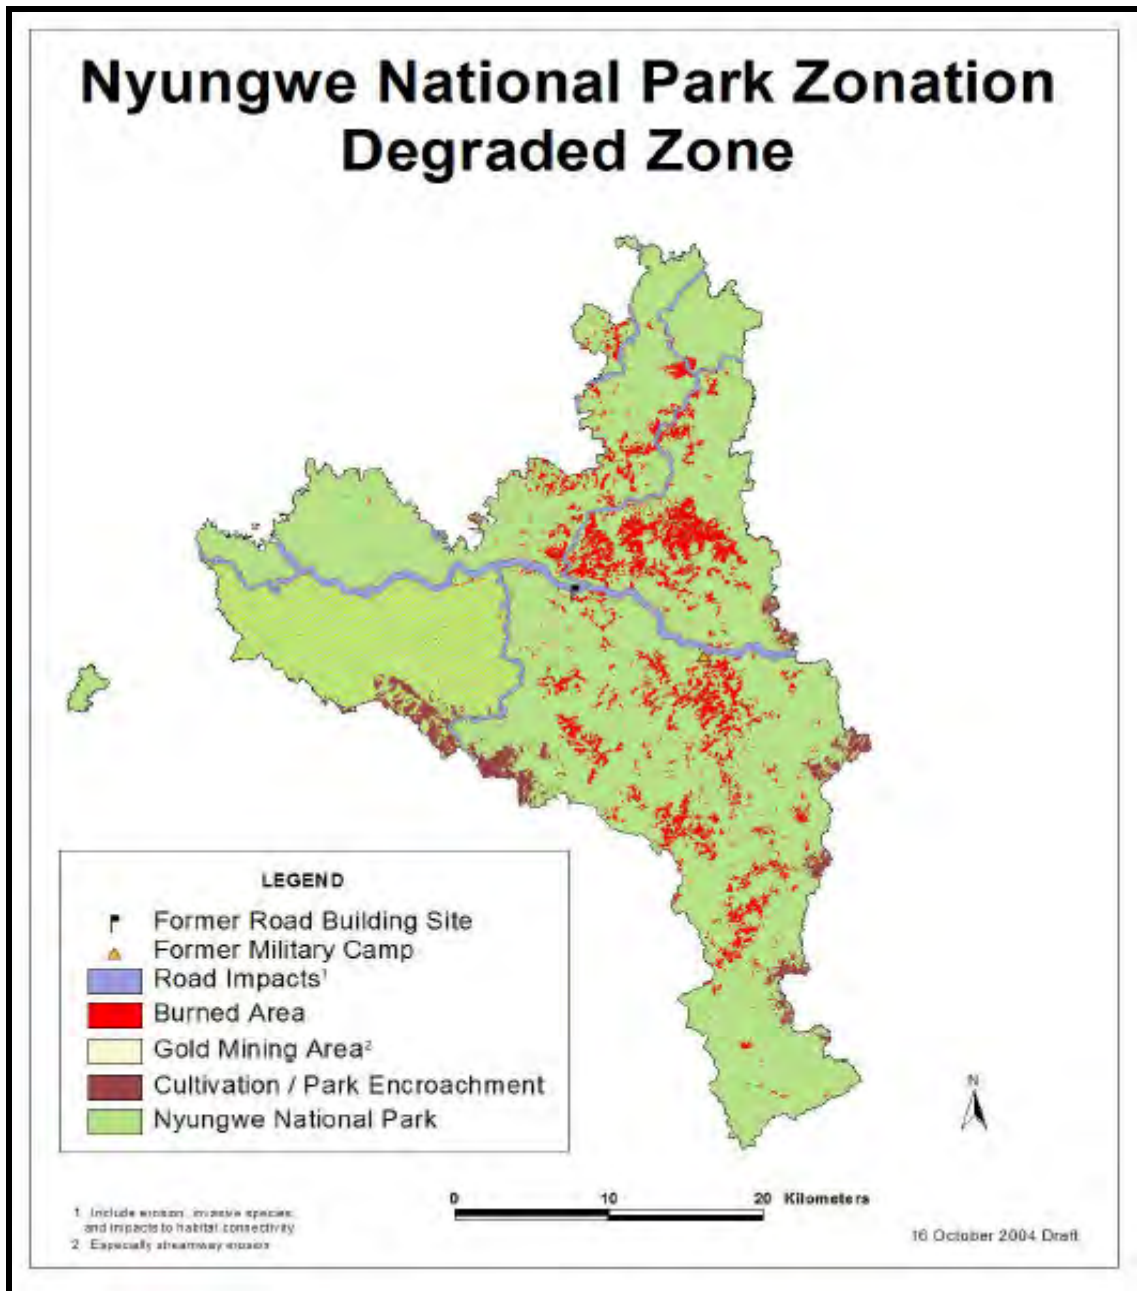 Nyungwe National Park Zonation
Degraded Zone
LEGEND
Former Road Building Site
Former Military Camp
Road Impacts¹
Burned Area
Gold Mining Area²
Cultivation / Park Encroachment
Nyungwe National Park
N
0 10 20 Kilometers
1 Include erosion, invasive species,
and impacts to habitat connectivity
2 Especially streamway erosion
16 October 2004 Draft